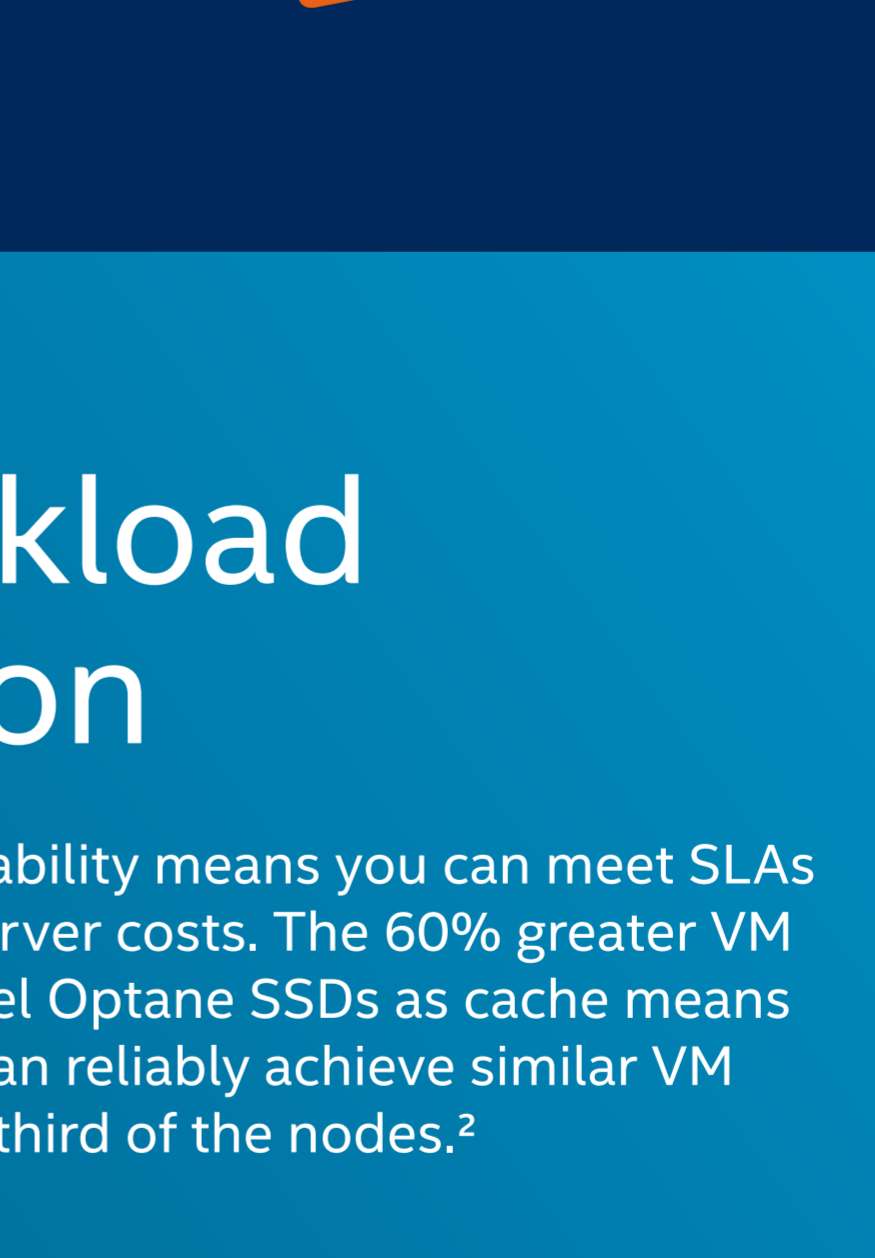 kload
on
ability means you can meet SLAs
rver costs. The 60% greater VM
el Optane SSDs as cache means
an reliably achieve similar VM
third of the nodes.²